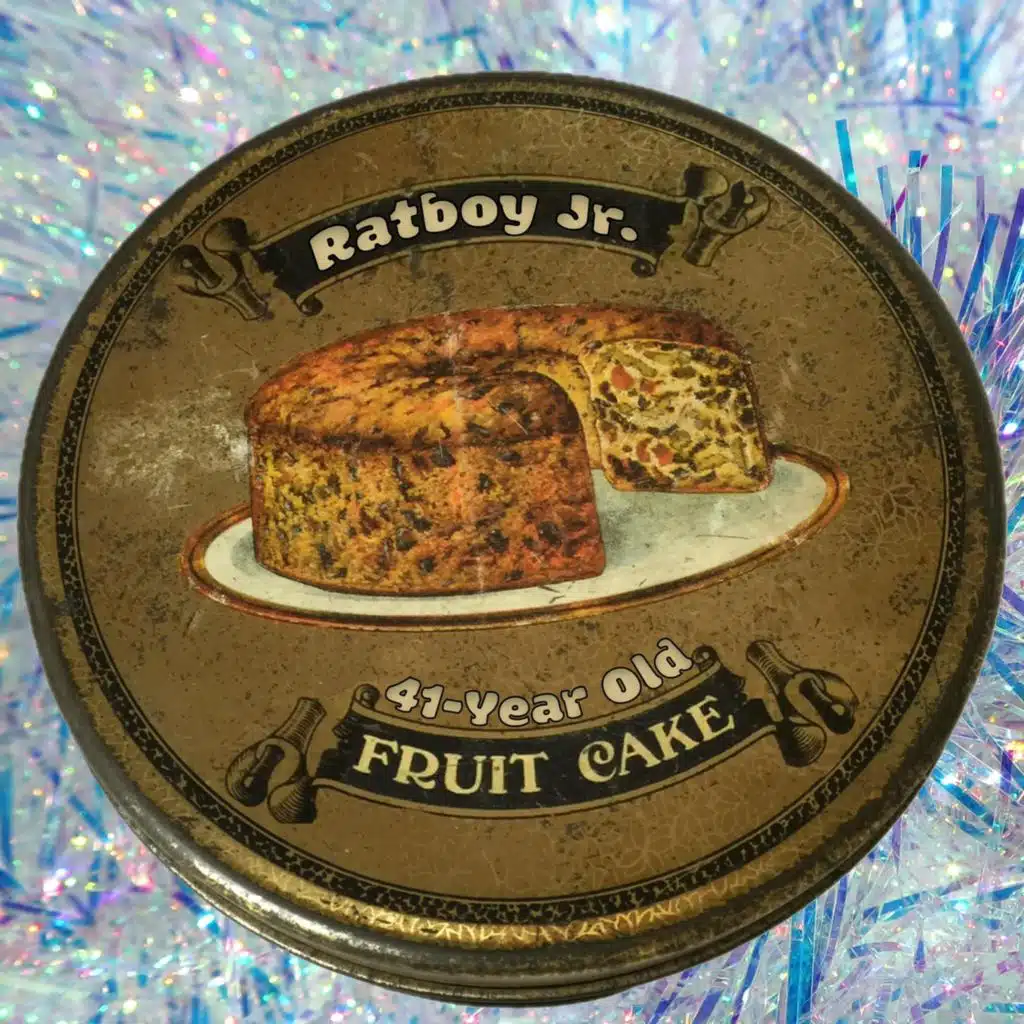 Ratboy Jr.
41-Year Old
FRUIT CAKE